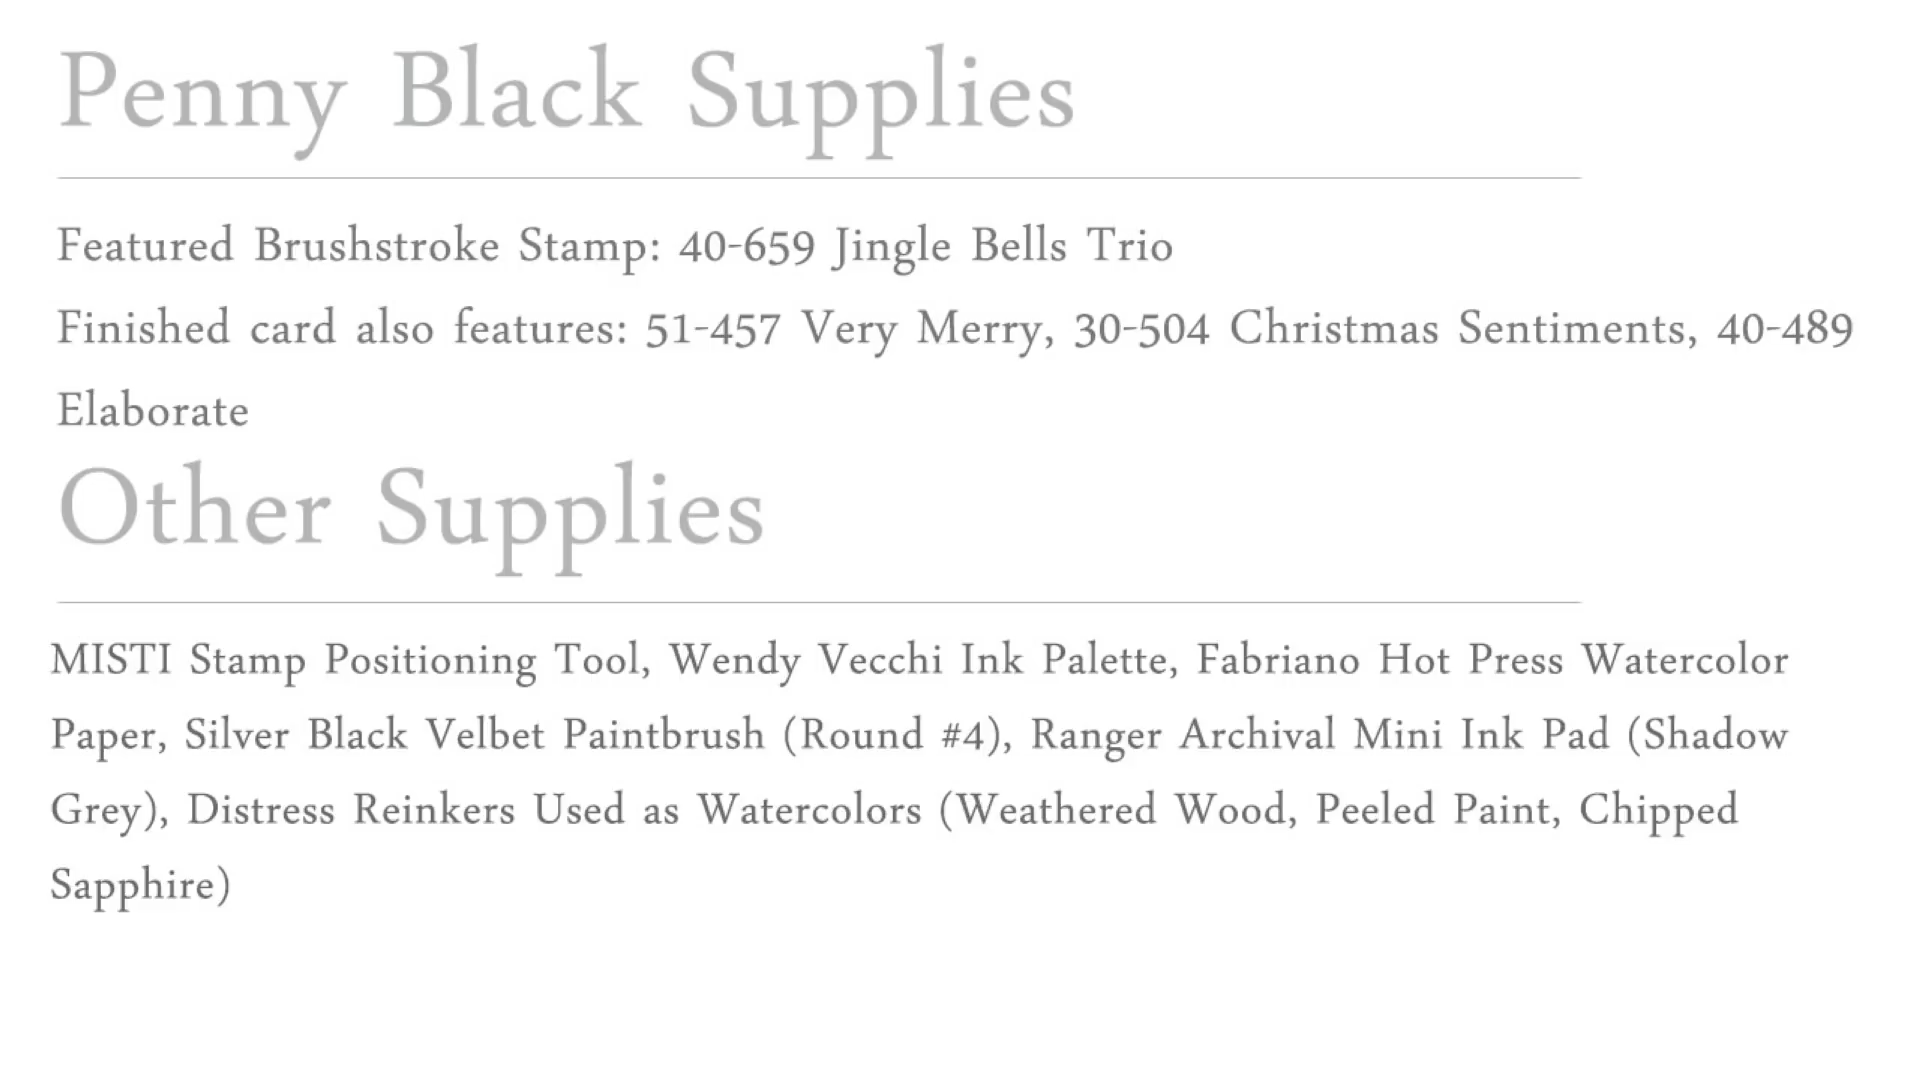 Penny Black Supplies
Featured Brushstroke Stamp: 40-659 Jingle Bells Trio
Finished card also features: 51-457 Very Merry, 30-504 Christmas Sentiments, 40-489
Elaborate
Other Supplies
MISTI Stamp Positioning Tool, Wendy Vecchi Ink Palette, Fabriano Hot Press Watercolor
Paper, Silver Black Velbet Paintbrush (Round #4), Ranger Archival Mini Ink Pad (Shadow
Grey), Distress Reinkers Used as Watercolors (Weathered Wood, Peeled Paint, Chipped
Sapphire)